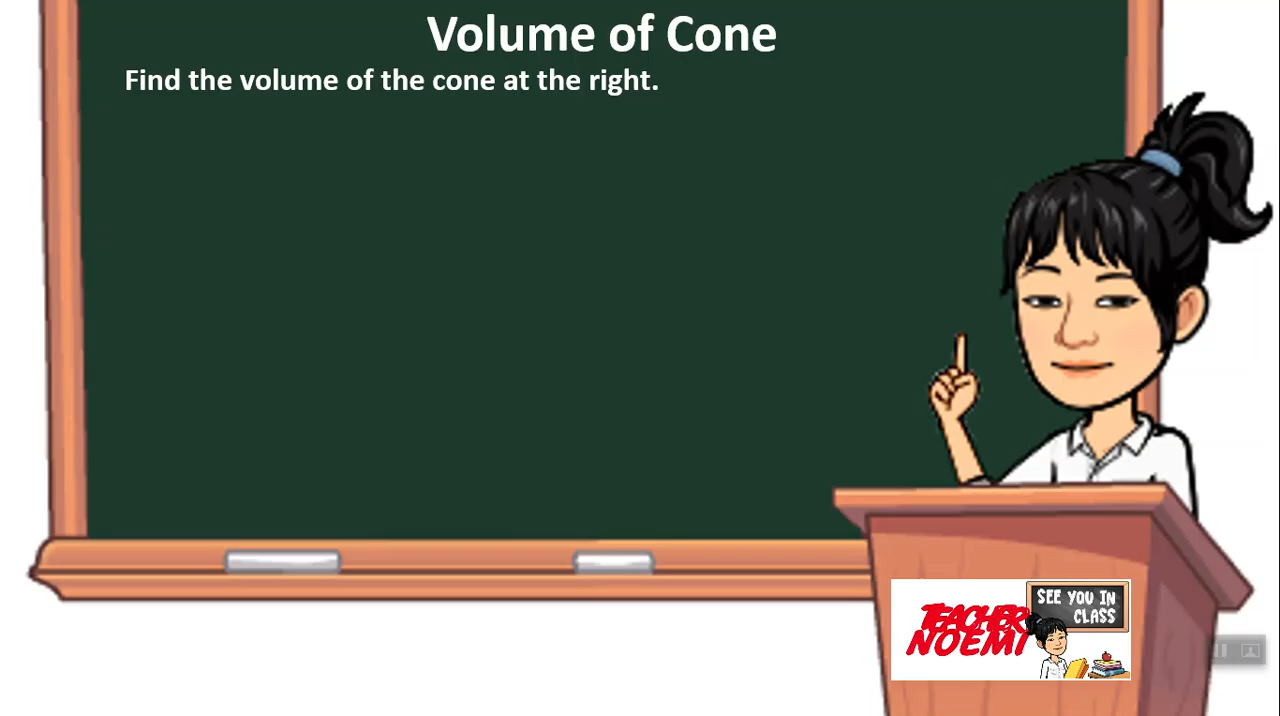 Volume of Cone
Find the volume of the cone at the right.
SEE YOU IN
CLASS
TEACHER
NOEMI